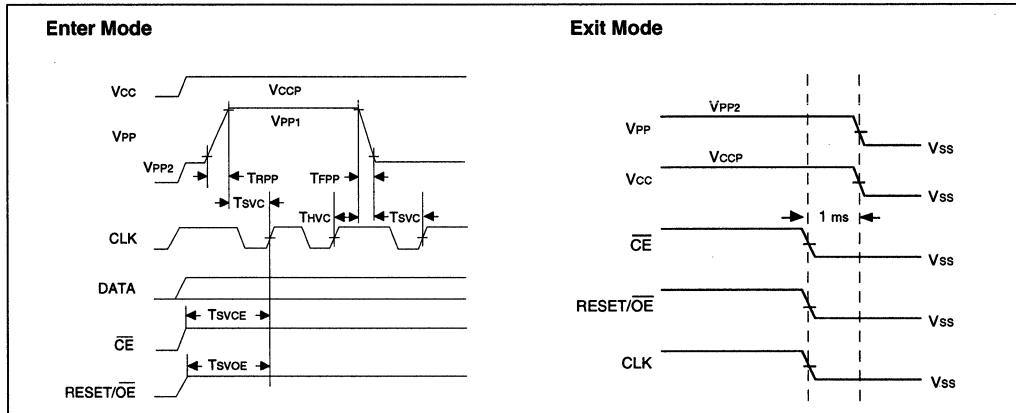 Enter Mode
Vcc
VCCP
VPP
VPP1
VPP2
TRPP
TFPP
TSVC
THVC
TSVC
CLK
DATA
TSVCE
CE
TSVOE
RESET/OE
Exit Mode
VPP2
VPP
Vss
VCCP
Vcc
Vss
1 ms
CE
Vss
RESET/OE
Vss
CLK
Vss